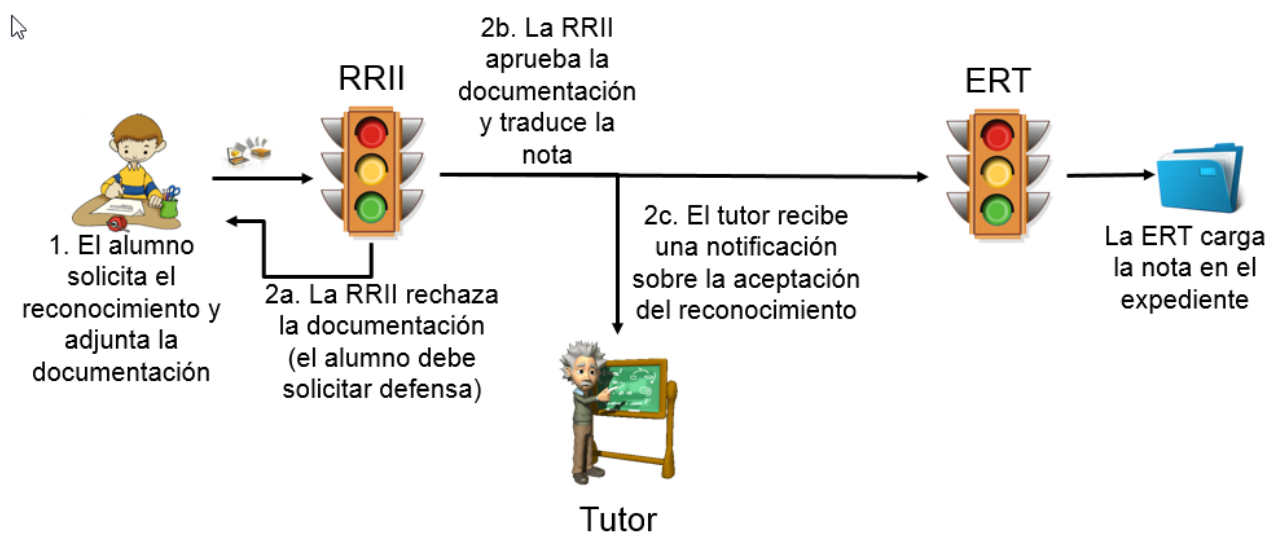 1. El alumno
solicita el
reconocimiento y
adjunta la
documentación
RRII
2a. La RRII rechaza
la documentación
(el alumno debe
solicitar defensa)
2b. La RRII
aprueba la
documentación
y traduce la
nota
2c. El tutor recibe
una notificación
sobre la aceptación
del reconocimiento
Tutor
ERT
La ERT carga
la nota en el
expediente